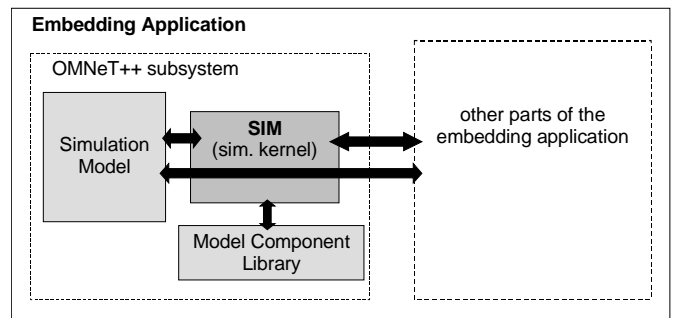 Embedding Application
OMNeT++ subsystem
Simulation
Model
SIM
(sim. kernel)
Model Component
Library
other parts of the
embedding application